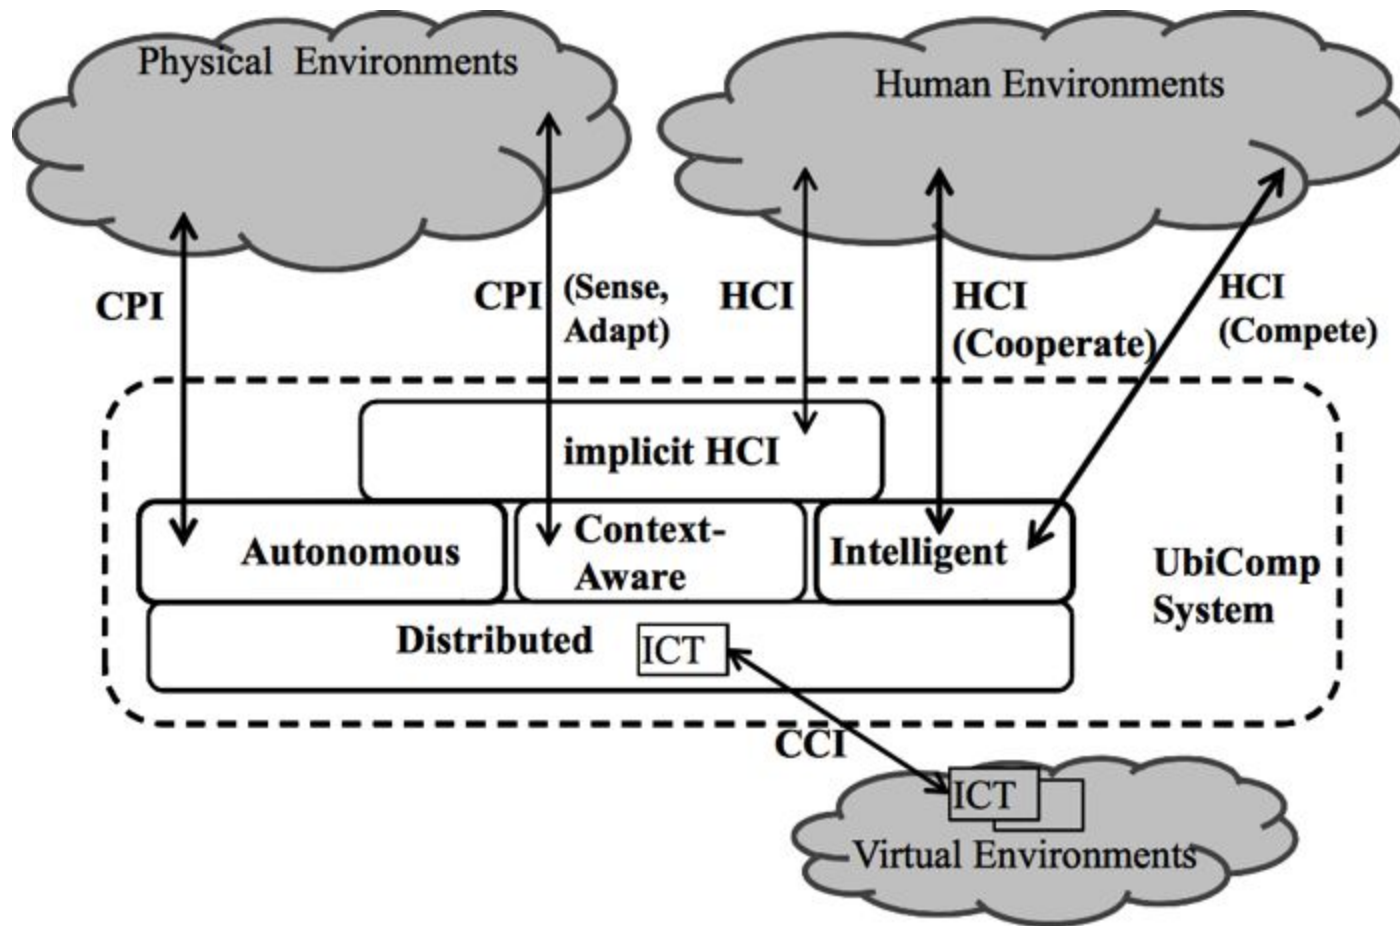 Physical Environments
Human Environments
CPI
CPI
(Sense,
Adapt)
HCI
HCI
(Cooperate)
HCI
(Compete)
implicit HCI
Autonomous
Context-
Aware
Intelligent
UbiComp
System
Distributed
ICT
CCI
ICT
Virtual Environments